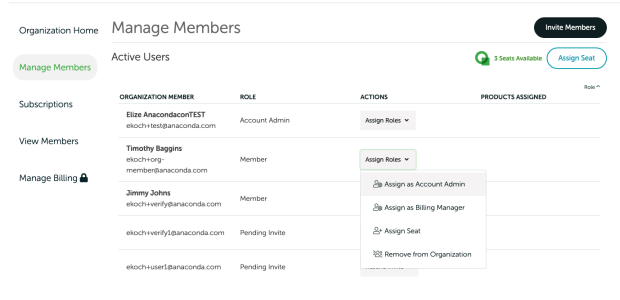 Organization Home
Manage Members
Invite Members
Manage Members
Active Users
3 Seats Available
Assign Seat
Role
ORGANIZATION MEMBER ROLE ACTIONS PRODUCTS ASSIGNED
Subscriptions
Elize AnancondaconTEST
ekoch+test@anaconda.com
Account Admin
Assign Roles
View Members
Timothy Baggins
ekoch+org-
member@anaconda.com
Member
Assign Roles
Manage Billing
Assign as Account Admin
Jimmy Johns
ekoch+verify@anaconda.com
Member
Assign as Billing Manager
ekoch+verify1@anaconda.com
Pending Invite
Assign Seat
Remove from Organization
ekoch+user1@anaconda.com
Pending Invite